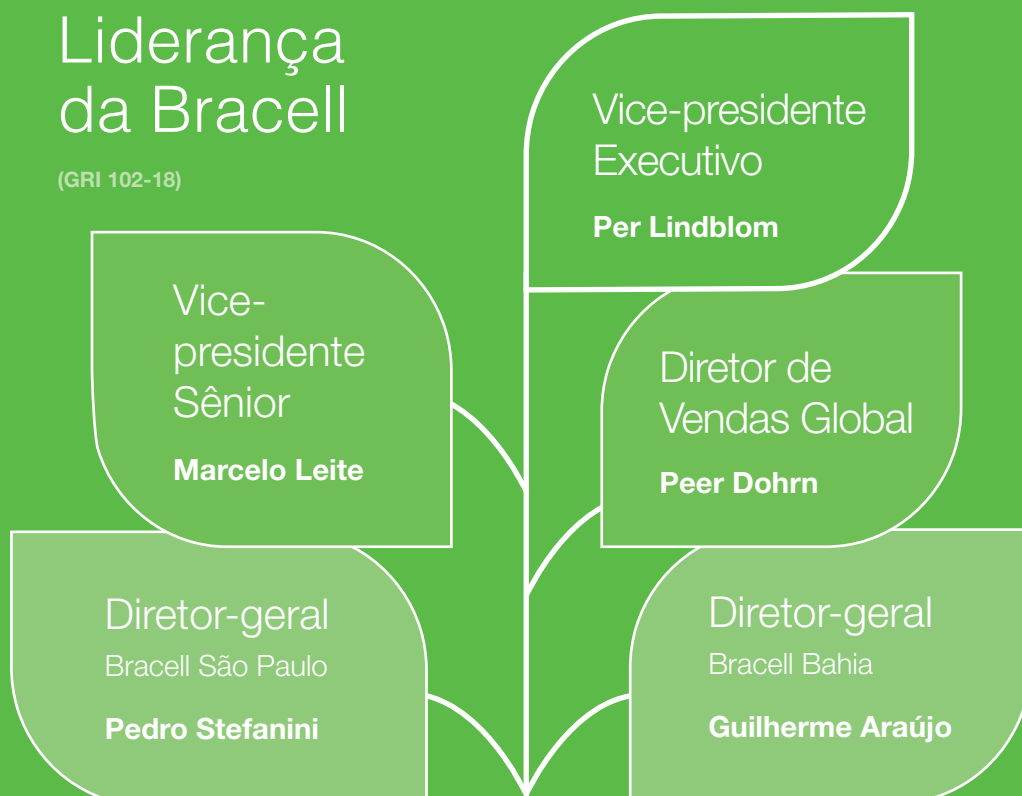 Liderança
da Bracell
(GRI 102-18)
Vice-presidente
Executivo
Per Lindblom
Vice-
presidente
Sênior
Marcelo Leite
Diretor de
Vendas Global
Peer Dohrn
Diretor-geral
Bracell São Paulo
Pedro Stefanini
Diretor-geral
Bracell Bahia
Guilherme Araújo